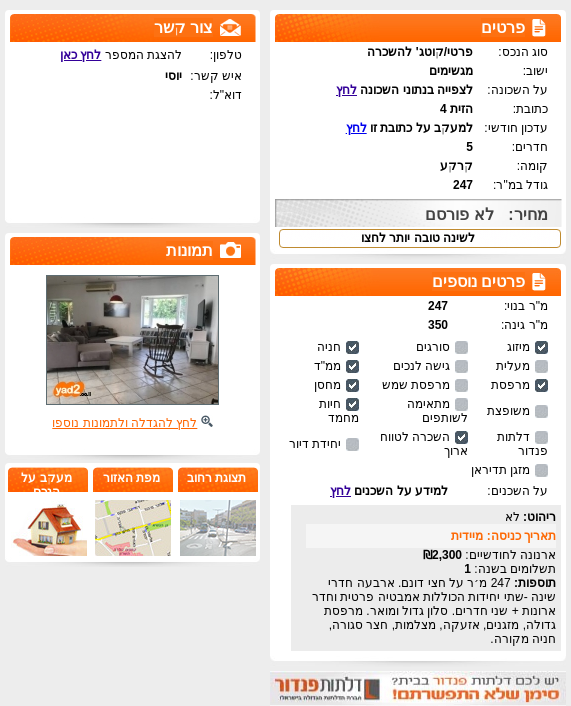 פרטים
סוג הנכס: פרטי/קוטג' להשכרה
ישוב: מגשימים
על השכונה: לצפייה בנתוני השכונה לחץ
כתובת: הזית 4
עדכון חודשי: למעקב על כתובת זו לחץ
חדרים: 5
קומה: קרקע
גודל במ"ר: 247
מחיר: לא פורסם
לשינה טובה יותר לחצו
פרטים נוספים
מ"ר בנוי: 247
מ"ר גינה: 350
מיזוג סורגים חניה
מעלית גישה לנכים ממ"ד
מרפסת מרפסת שמש מחסן
משופצת מתאימה לשותפים חיות מחמד
דלתות פנדור השכרה לטווח ארוך יחידת דיור
מזגן תדיראן
על השכנים: למידע על השכנים לחץ
ריהוט: לא
תאריך כניסה: מיידית
ארנונה לחודשיים: 2,300₪
תשלומים בשנה: 1
תוספות: 247 מ״ר על חצי דונם. ארבעה חדרי
שינה -שתי יחידות הכוללות אמבטיה פרטית וחדר
ארונות + שני חדרים. סלון גדול ומואר. מרפסת
גדולה, מזגנים, אזעקה, מצלמות, חצר סגורה,
חניה מקורה.
יש לכם דלתות פנדור בבית?
סימן שלא התפשרתם!
דלתות פנדור
חברת הדלתות הגדולה בישראל
צור קשר
טלפון: להצגת המספר לחץ כאן
איש קשר: יוסי
דוא"ל:
תמונות
yad2
לחץ להגדלה ולתמונות נוספו
תצוגת רחוב
מפת האזור
מעקב על
הנכס